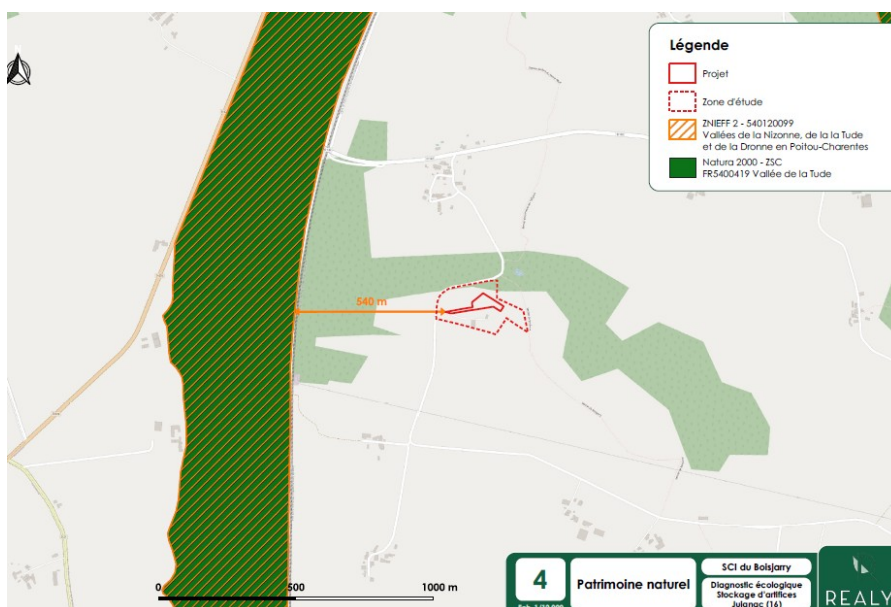 Légende
Projet
Zone d'étude
ZNIEFF 2 - 540120099
Vallées de la Nizonne, de la la Tude
et de la Dronne en Poitou-Charentes
Natura 2000 - ZSC
FR5400419 Vallée de la Tude
540 m
0 500 1000 m
4
Patrimoine naturel
SCI du Boisjarry
Diagnostic écologique
Stockage d'artifices
REALY